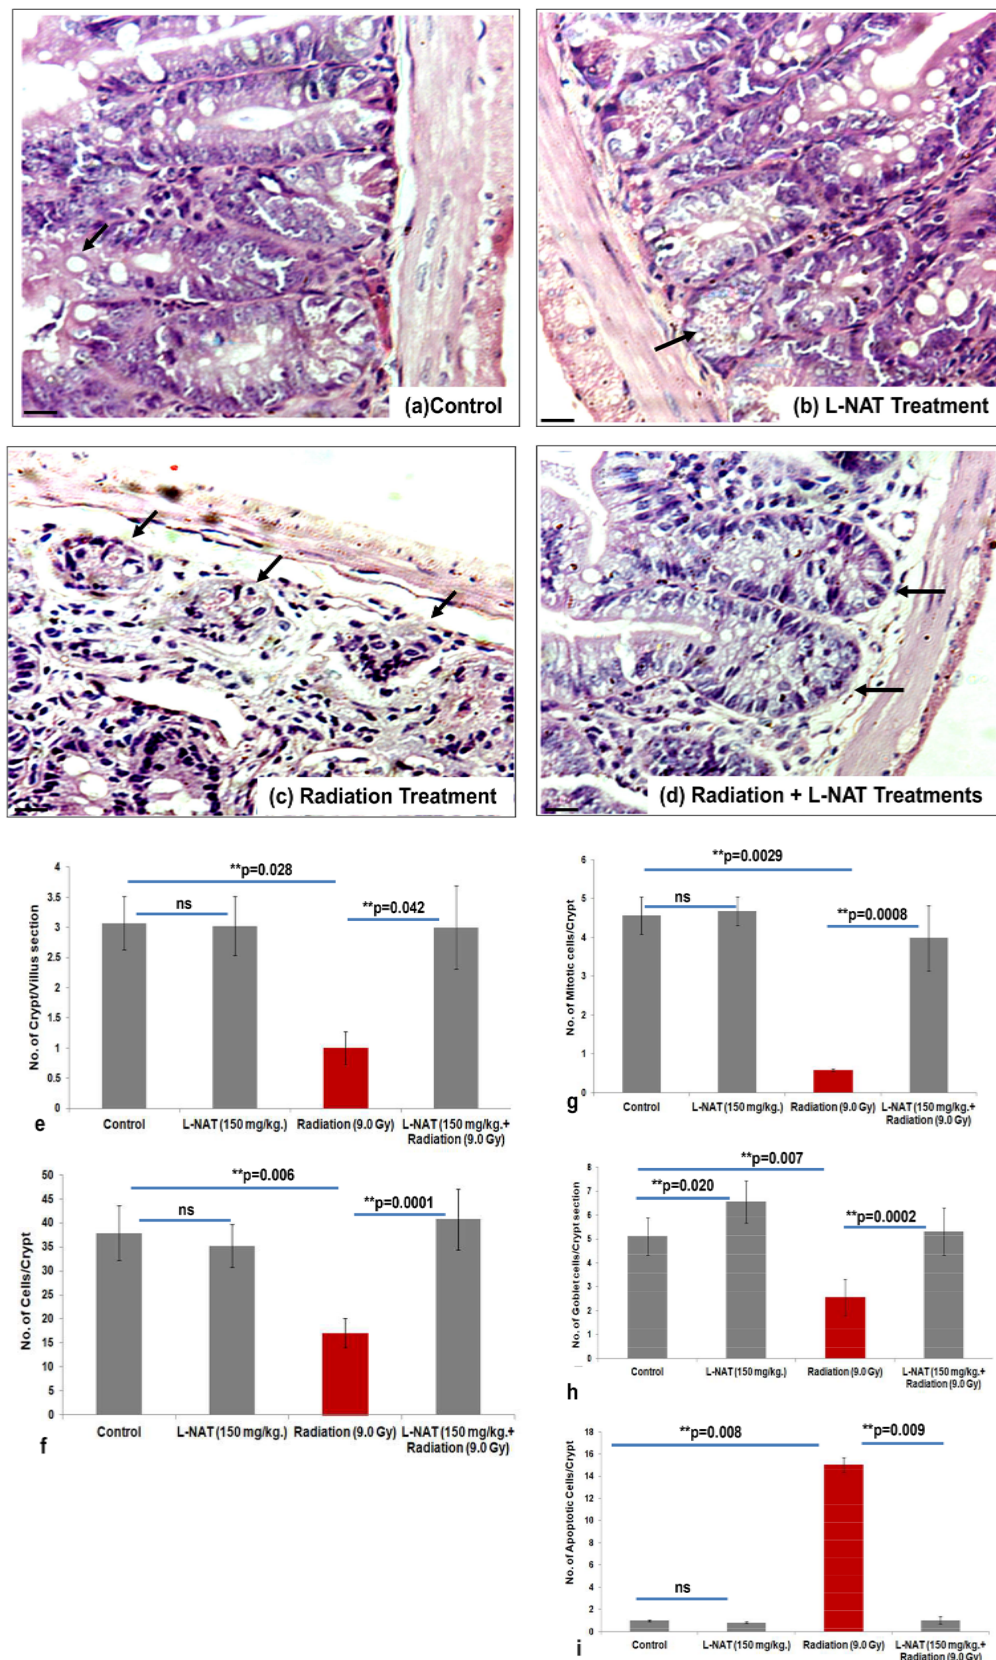 (a)Control
(b) L-NAT Treatment
(c) Radiation Treatment
(d) Radiation + L-NAT Treatments
No. of Crypt/Villus section
4
3.5
3
2.5
2
1.5
1
0.5
0
**p=0.028
ns
**p=0.042
Control
L-NAT (150 mg/kg.)
Radiation (9.0 Gy)
L-NAT (150 mg/kg.+
Radiation (9.0 Gy)
e
No. of Mitotic cells/Crypt
6
5
4
3
2
1
0
**p=0.0029
ns
**p=0.0008
Control
L-NAT (150 mg/kg.)
Radiation (9.0 Gy)
L-NAT (150 mg/kg.+
Radiation (9.0 Gy)
g
No. of Cells/Crypt
50
45
40
35
30
25
20
15
10
5
0
**p=0.006
ns
**p=0.0001
Control
L-NAT (150 mg/kg.)
Radiation (9.0 Gy)
L-NAT (150 mg/kg.+
Radiation (9.0 Gy)
f
No. of Goblet cells/Crypt section
8
7
6
5
4
3
2
1
0
**p=0.007
**p=0.020
**p=0.0002
Control
L-NAT (150 mg/kg.)
Radiation (9.0 Gy)
L-NAT (150 mg/kg.+
Radiation (9.0 Gy)
h
No. of Apoptotic Cells/Crypt
18
16
14
12
10
8
6
4
2
0
**p=0.008
**p=0.009
ns
Control
L-NAT (150 mg/kg.)
Radiation (9.0 Gy)
L-NAT (150 mg/kg.+
Radiation (9.0 Gy)
i